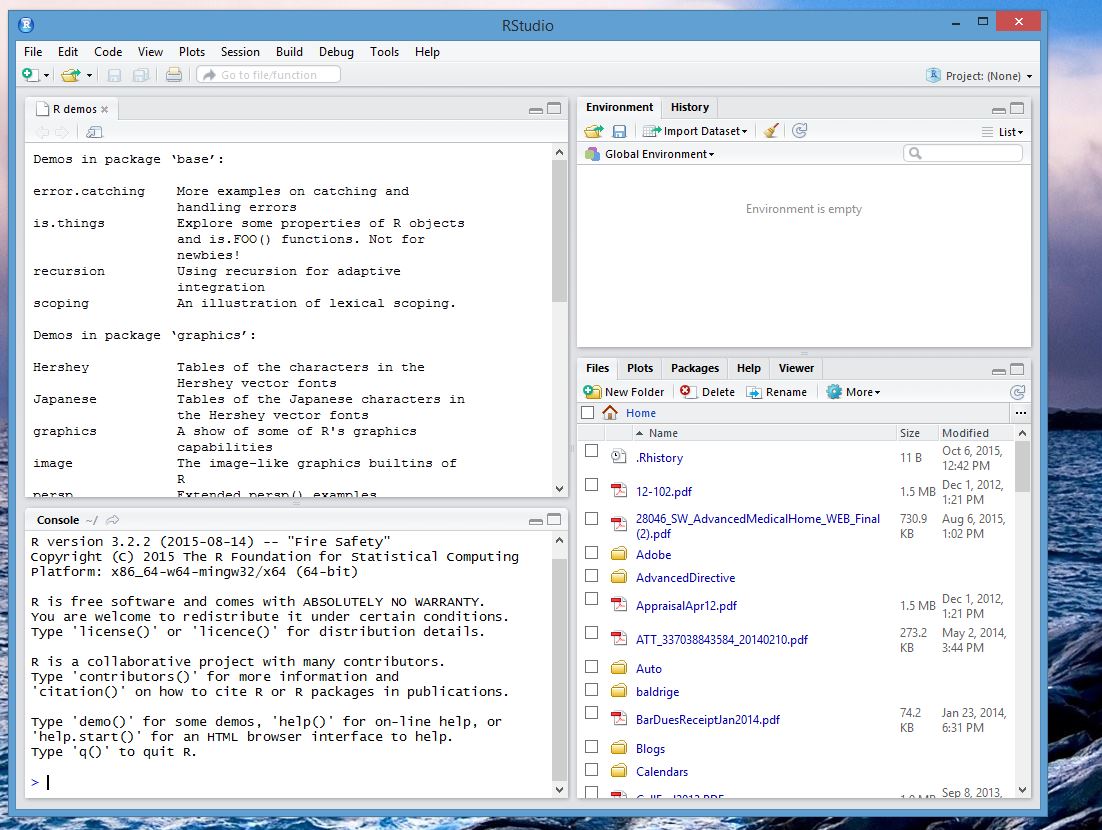 RStudio
File Edit Code View Plots Session Build Debug Tools Help
Go to file/function
Project: (None)
R demos
Demos in package ‘base’:
error.catching More examples on catching and
handling errors
is.things Explore some properties of R objects
and is.FOO() functions. Not for
newbies!
recursion Using recursion for adaptive
integration
scoping An illustration of lexical scoping.
Demos in package ‘graphics’:
Hershey Tables of the characters in the
Hershey vector fonts
Japanese Tables of the Japanese characters in
the Hershey vector fonts
graphics A show of some of R's graphics
capabilities
image The image-like graphics builtins of
R
persp Extended persp() examples
Console ~/
R version 3.2.2 (2015-08-14) -- "Fire Safety"
Copyright (C) 2015 The R Foundation for Statistical Computing
Platform: x86_64-w64-mingw32/x64 (64-bit)
R is free software and comes with ABSOLUTELY NO WARRANTY.
You are welcome to redistribute it under certain conditions.
Type 'license()' or 'licence()' for distribution details.
R is a collaborative project with many contributors.
Type 'contributors()' for more information and
'citation()' on how to cite R or R packages in publications.
Type 'demo()' for some demos, 'help()' for on-line help, or
'help.start()' for an HTML browser interface to help.
Type 'q()' to quit R.
>
Environment History
Import Dataset
List
Global Environment
Environment is empty
Files Plots Packages Help Viewer
New Folder Delete Rename More
Home
Name Size Modified
.Rhistory 11 B Oct 6, 2015,
12:42 PM
12-102.pdf 1.5 MB Dec 1, 2012,
1:21 PM
28046_SW_AdvancedMedicalHome_WEB_Final 730.9 Aug 6, 2015,
(2).pdf KB 1:02 PM
Adobe
AdvancedDirective
AppraisalApr12.pdf 1.5 MB Dec 1, 2012,
1:21 PM
ATT_337038843584_20140210.pdf 273.2 May 2, 2014,
KB 3:44 PM
Auto
baldrige
BarDuesReceiptJan2014.pdf 74.2 Jan 23, 2014,
KB 6:31 PM
Blogs
Calendars
Sep 8, 2013,